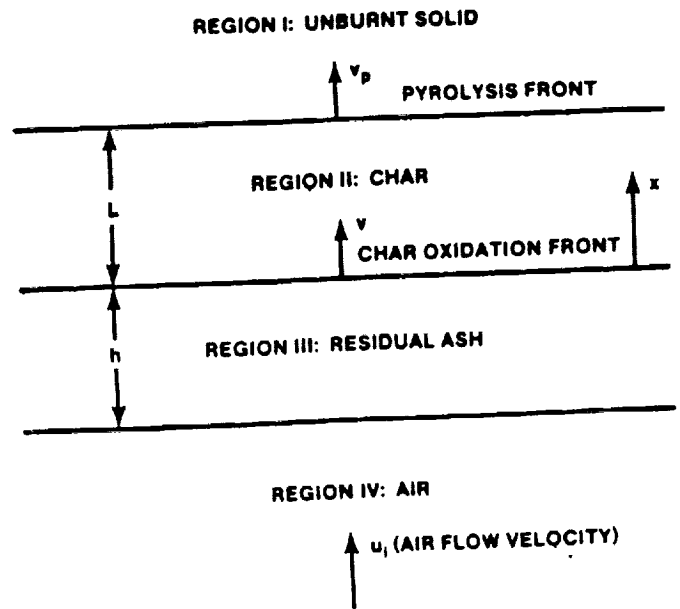 REGION I: UNBURNT SOLID
vp
PYROLYSIS FRONT
REGION II: CHAR
L
x
v
CHAR OXIDATION FRONT
h
REGION III: RESIDUAL ASH
REGION IV: AIR
ui (AIR FLOW VELOCITY)